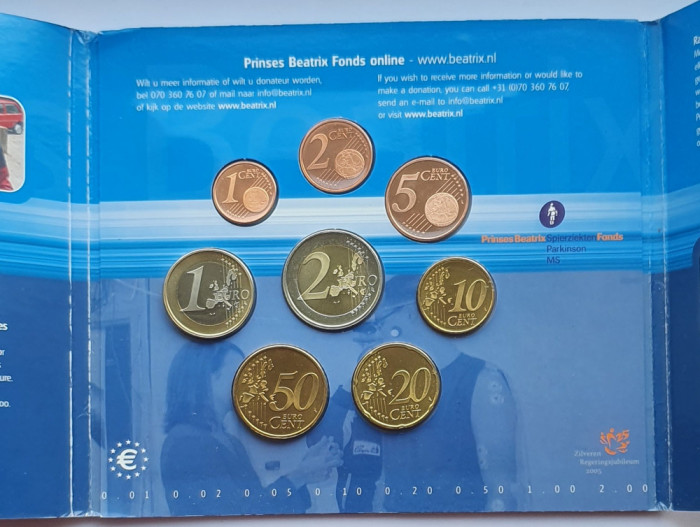 Prinses Beatrix Fonds online - www.beatrix.nl
Wilt u meer informatie of wilt u donateur worden,
bel 070 360 76 07 of mail naar info@beatrix.nl
of kijk op de website www.beatrix.nl
If you wish to receive more information or would like to
make a donation, you can call +31 (0)70 360 76 07,
send an e-mail to info@beatrix.nl
or visit www.beatrix.nl
2 EURO CENT
1 EURO CENT
5 EURO CENT
Prinses Beatrix Spierziekten Fonds
Parkinson
MS
1 EURO
2 EURO
10 EURO CENT
50 EURO CENT
20 EURO CENT
€
Zilveren
Regeringsjubileum
2005
0.01 0.02 0.05 0.10 0.20 0.50 1.00 2.00